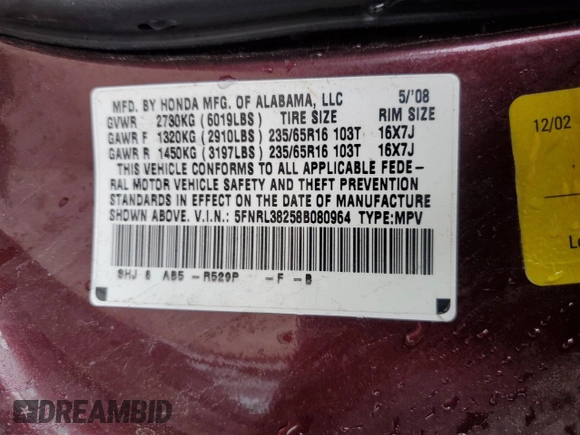 MFD. BY HONDA MFG. OF ALABAMA, LLC 5/'08
GVWR 2730KG (6019LBS) TIRE SIZE RIM SIZE
GAWR F 1320KG (2910LBS) 235/65R16 103T 16X7J
GAWR R 1450KG (3197LBS) 235/65R16 103T 16X7J
THIS VEHICLE CONFORMS TO ALL APPLICABLE FEDE-
RAL MOTOR VEHICLE SAFETY AND THEFT PREVENTION
STANDARDS IN EFFECT ON THE DATE OF MANUFACTURE
SHOWN ABOVE. V.I.N.: 5FNRL38258B080964 TYPE:MPV
SHJ 8 AB5 - R529P - F - B
12/02
DREAMBID